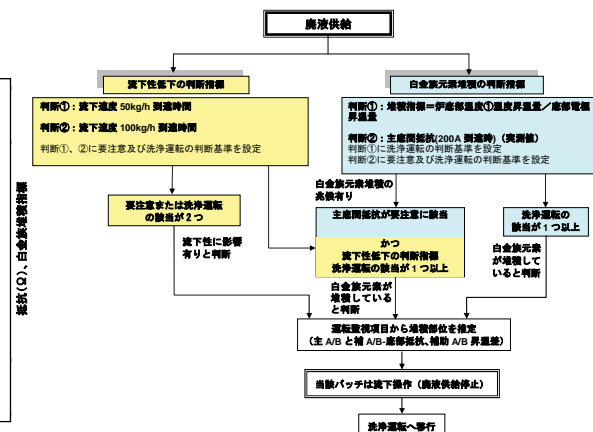 廃液供給
流下性低下の判断指標
判断①：流下速度 50kg/h 到達時間
判断②：流下速度 100kg/h 到達時間
判断①、②に要注意及び洗浄運転の判断基準を設定
白金族元素堆積の判断指標
判断①：堆積指標＝炉底部温度①温度昇温量／底部電極
昇温量
判断②：主底間抵抗(200A 到達時)（実測値）
判断①に洗浄運転の判断基準を設定
判断②に要注意及び洗浄運転の判断基準を設定
抵抗(Ω)、白金族堆積指標
要注意または洗浄運転
の該当が 2 つ
白金族元素堆積の
兆候有り
主底間抵抗が要注意に該当
かつ
流下性低下の判断指標
洗浄運転の該当が 1 つ以上
洗浄運転の
該当が 1 つ以上
流下性に影響
有りと判断
白金族元素が
堆積している
と判断
白金族元素
が堆積して
いると判断
運転監視項目から堆積部位を推定
（主 A/B と補 A/B-底部抵抗、補助 A/B 昇温差）
当該バッチは流下操作（廃液供給停止）
洗浄運転へ移行